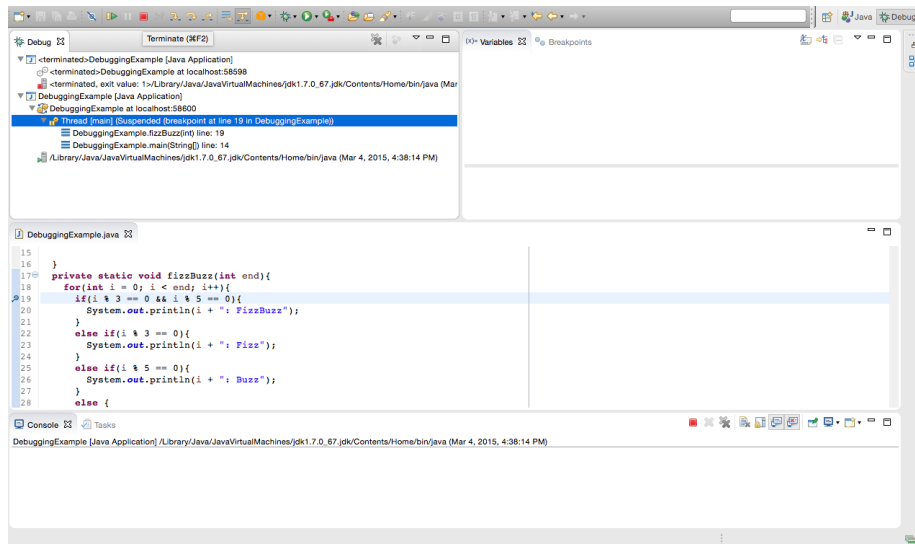 Java
Debug
Debug
Terminate (⌘F2)
(x)= Variables
Breakpoints
<terminated>DebuggingExample [Java Application]
<terminated>DebuggingExample at localhost:58598
<terminated, exit value: 1>/Library/Java/JavaVirtualMachines/jdk1.7.0_67.jdk/Contents/Home/bin/java (Mar
DebuggingExample [Java Application]
DebuggingExample at localhost:58600
Thread [main] (Suspended (breakpoint at line 19 in DebuggingExample))
DebuggingExample.fizzBuzz(int) line: 19
DebuggingExample.main(String[]) line: 14
/Library/Java/JavaVirtualMachines/jdk1.7.0_67.jdk/Contents/Home/bin/java (Mar 4, 2015, 4:38:14 PM)
DebuggingExample.java
15
16 }
17 private static void fizzBuzz(int end){
18 for(int i = 0; i < end; i++){
19 if(i % 3 == 0 && i % 5 == 0){
20 System.out.println(i + ": FizzBuzz");
21 }
22 else if(i % 3 == 0){
23 System.out.println(i + ": Fizz");
24 }
25 else if(i % 5 == 0){
26 System.out.println(i + ": Buzz");
27 }
28 else {
Console
Tasks
DebuggingExample [Java Application] /Library/Java/JavaVirtualMachines/jdk1.7.0_67.jdk/Contents/Home/bin/java (Mar 4, 2015, 4:38:14 PM)